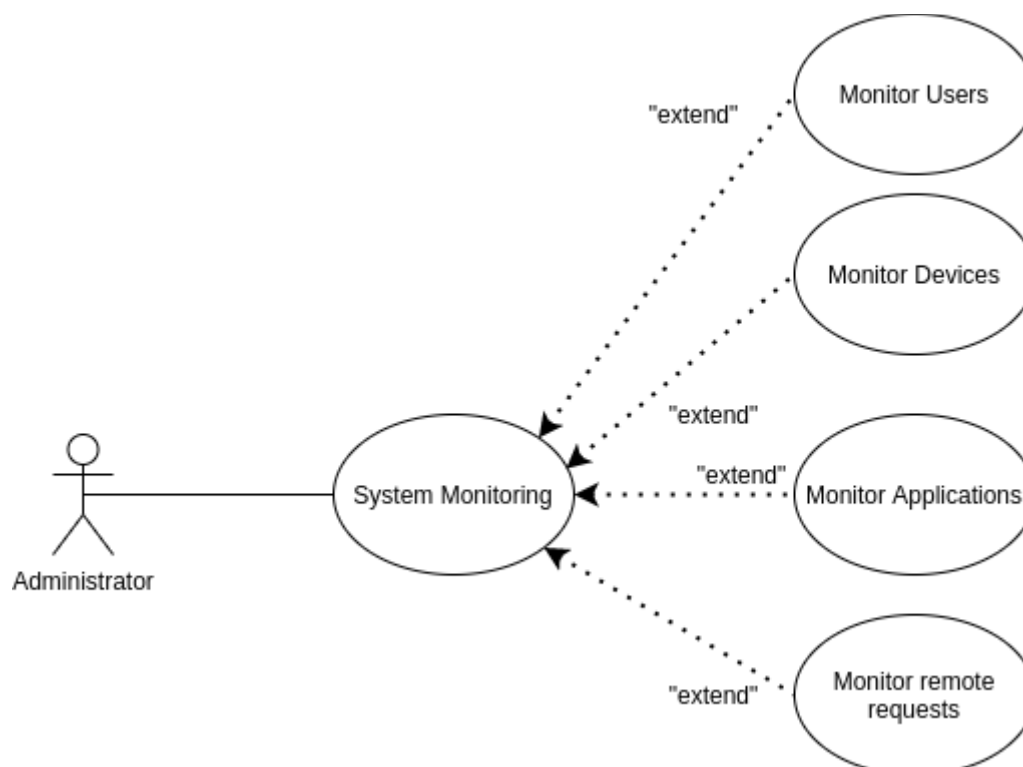 Monitor Users
"extend"
Monitor Devices
"extend"
"extend"
System Monitoring
Monitor Applications
Administrator
Monitor remote
requests
"extend"